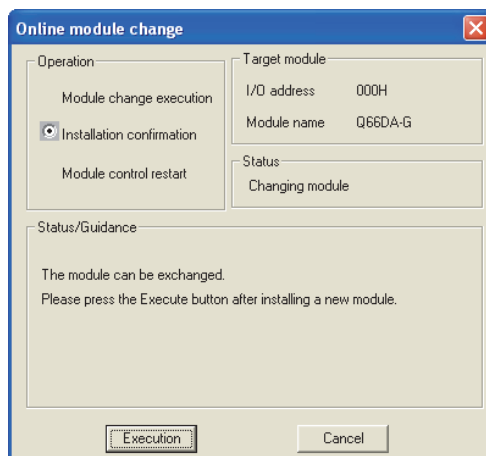 Online module change
Operation
Module change execution
Installation confirmation
Module control restart
Target module
I/O address 000H
Module name Q66DA-G
Status
Changing module
Status/Guidance
The module can be exchanged.
Please press the Execute button after installing a new module.
Execution Cancel